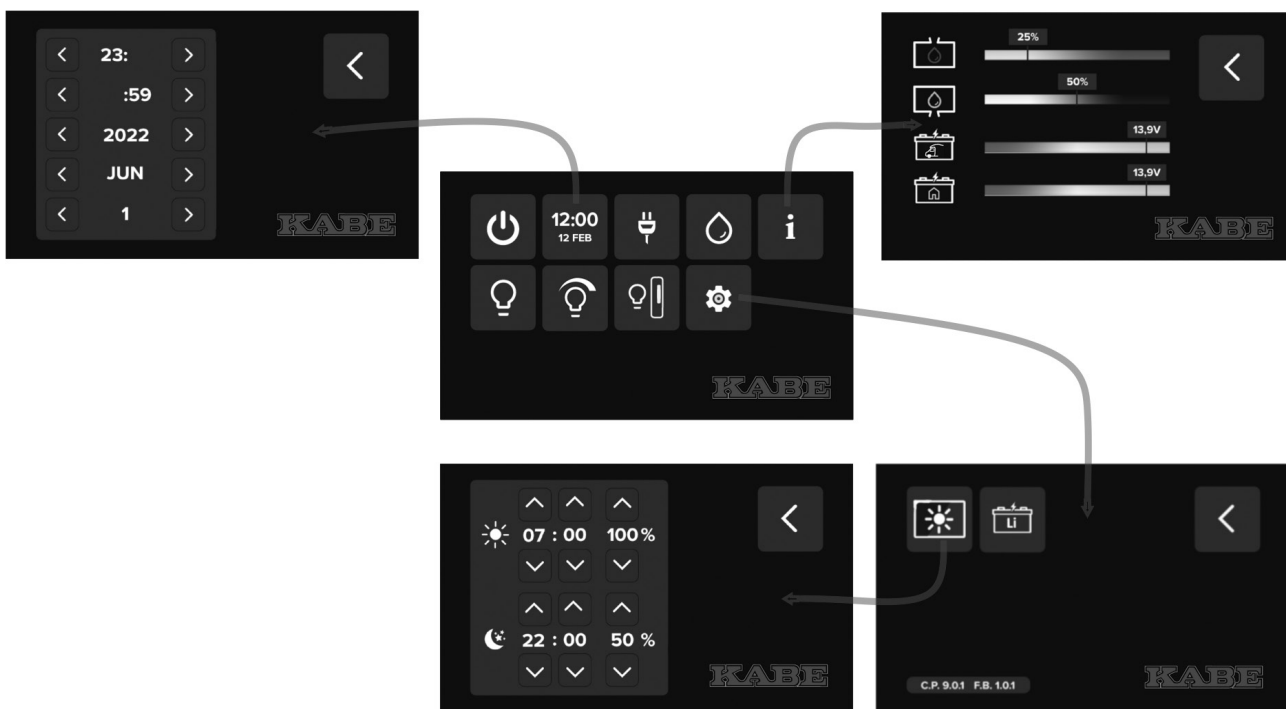 23:
:59
2022
JUN
1
KABE
25%
50%
13,9V
13,9V
KABE
12:00
12 FEB
i
KABE
07 : 00 100%
22 : 00 50 %
KABE
Li
C.P. 9.0.1 F.B. 1.0.1
KABE